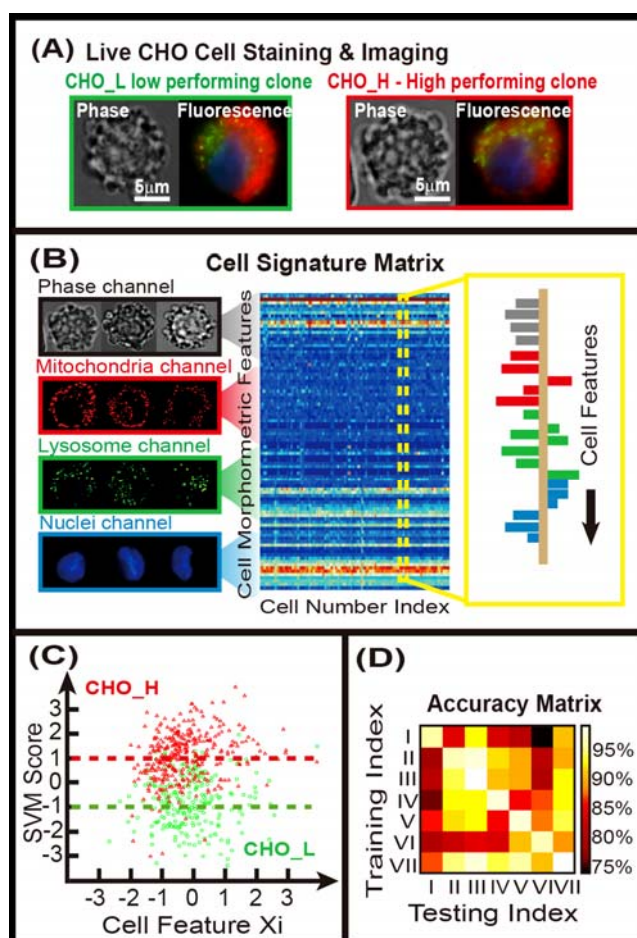 (A) Live CHO Cell Staining & Imaging
CHO_L low performing clone
CHO_H - High performing clone
Phase
Fluorescence
5μm
Phase
Fluorescence
5μm
(B) Cell Signature Matrix
Phase channel
Mitochondria channel
Lysosome channel
Nuclei channel
Cell Morphormetric Features
Cell Number Index
Cell Features
(C)
CHO_H
CHO_L
SVM Score
3
2
1
0
-1
-2
-3
-3 -2 -1 0 1 2 3
Cell Feature Xi
(D)
Accuracy Matrix
Training Index
I
II
III
IV
V
VI
VII
I II III IV V VI VII
Testing Index
95%
90%
85%
80%
75%